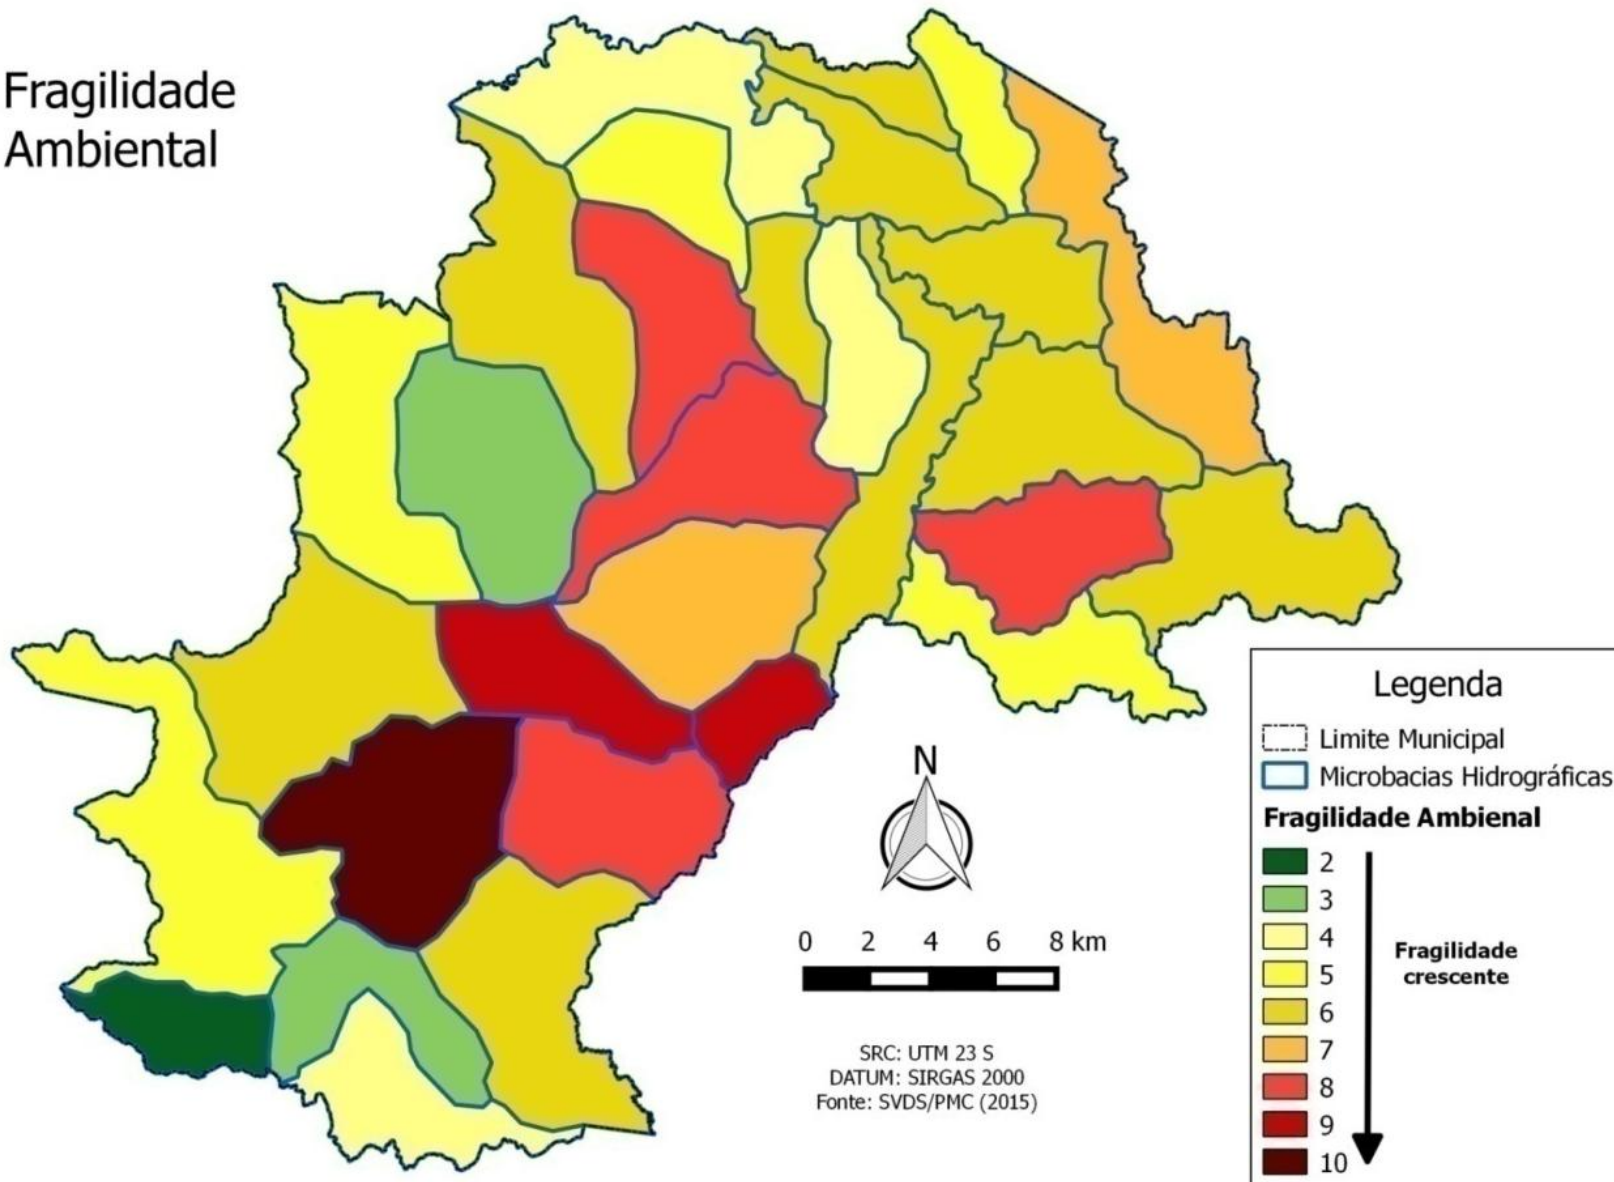 Fragilidade
Ambiental
N
0 2 4 6 8 km
SRC: UTM 23 S
DATUM: SIRGAS 2000
Fonte: SVDS/PMC (2015)
Legenda
Limite Municipal
Microbacias Hidrográficas
Fragilidade Ambienal
2
3
4
5
6
7
8
9
10
Fragilidade
crescente